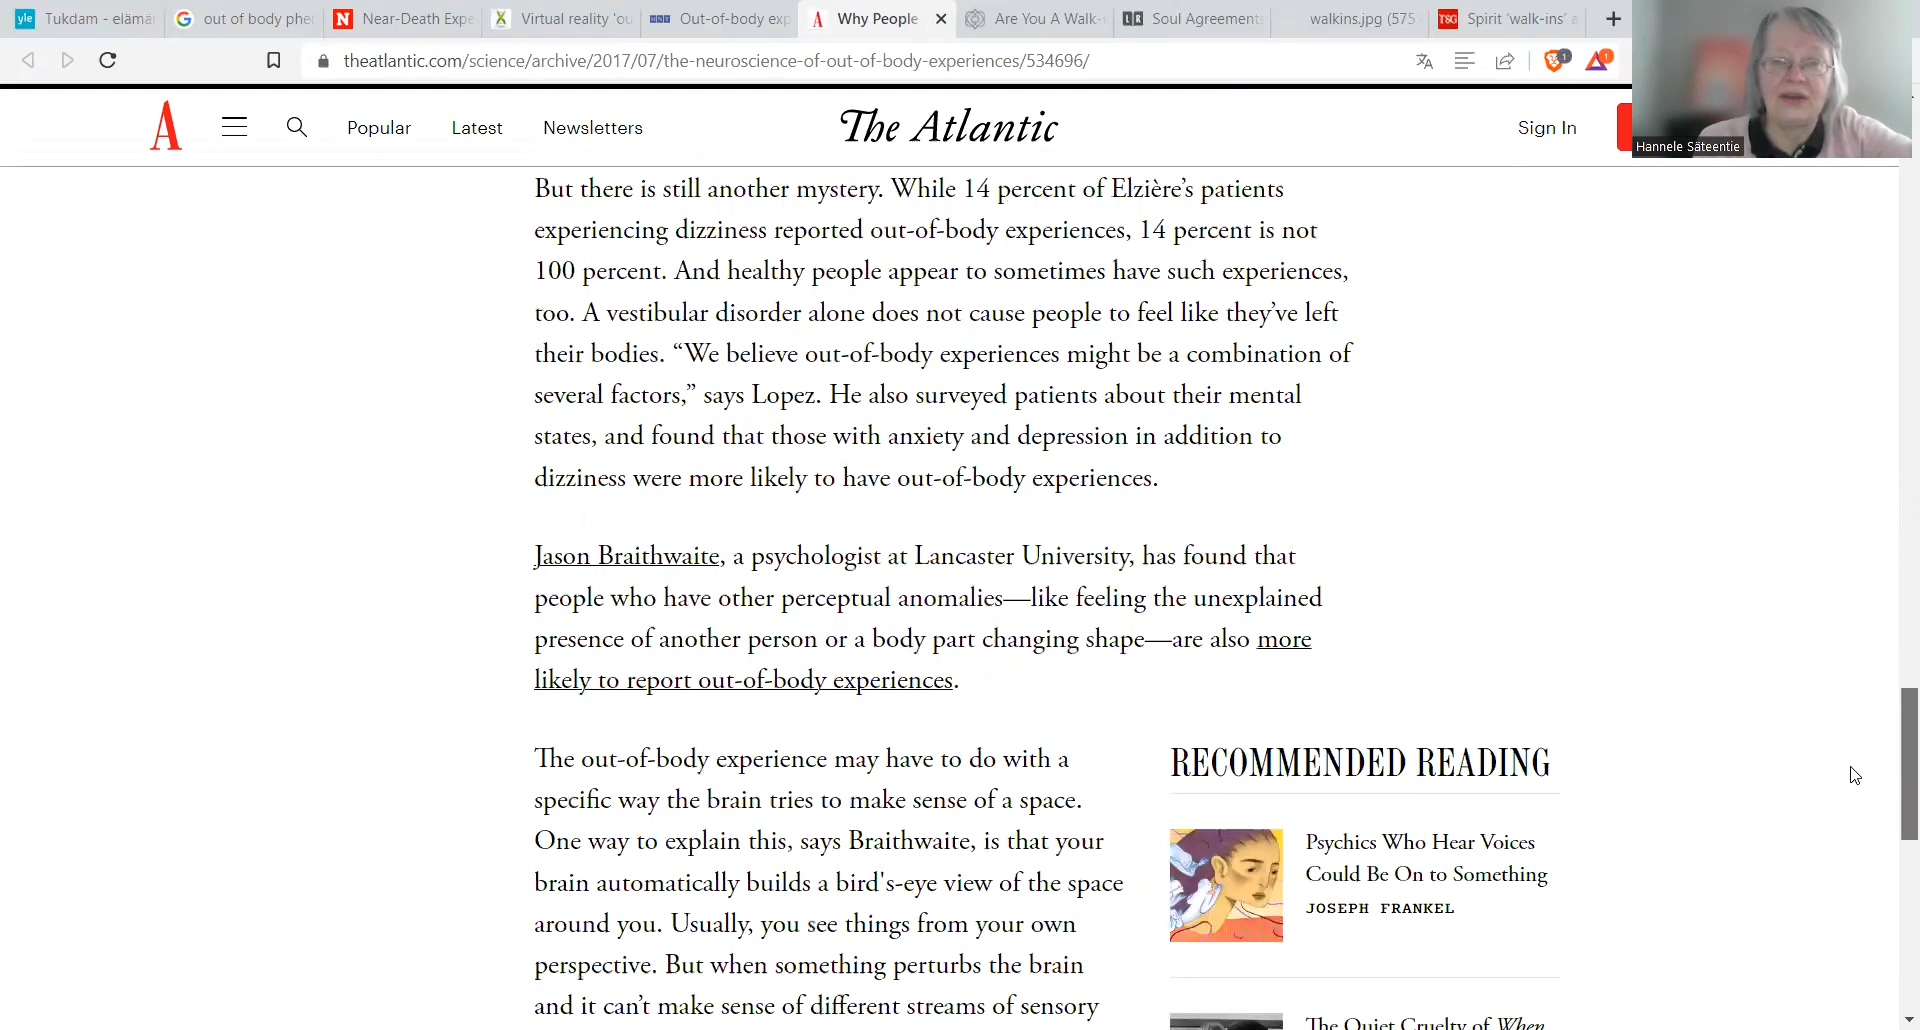 yle Tukdam - elämä
G out of body phe
N Near-Death Expe
Virtual reality 'ou
MNT Out-of-body exp
A Why People
Are You A Walk-
LR Soul Agreements
walkins.jpg (575
T&G Spirit 'walk-ins' a
theatlantic.com/science/archive/2017/07/the-neuroscience-of-out-of-body-experiences/534696/
1
1
A
Popular
Latest
Newsletters
The Atlantic
Sign In
Hannele Säteentie
But there is still another mystery. While 14 percent of Elzière’s patients
experiencing dizziness reported out-of-body experiences, 14 percent is not
100 percent. And healthy people appear to sometimes have such experiences,
too. A vestibular disorder alone does not cause people to feel like they’ve left
their bodies. “We believe out-of-body experiences might be a combination of
several factors,” says Lopez. He also surveyed patients about their mental
states, and found that those with anxiety and depression in addition to
dizziness were more likely to have out-of-body experiences.
Jason Braithwaite, a psychologist at Lancaster University, has found that
people who have other perceptual anomalies—like feeling the unexplained
presence of another person or a body part changing shape—are also more
likely to report out-of-body experiences.
The out-of-body experience may have to do with a
specific way the brain tries to make sense of a space.
One way to explain this, says Braithwaite, is that your
brain automatically builds a bird's-eye view of the space
around you. Usually, you see things from your own
perspective. But when something perturbs the brain
and it can’t make sense of different streams of sensory
RECOMMENDED READING
Psychics Who Hear Voices
Could Be On to Something
JOSEPH FRANKEL
The Quiet Cruelty of When